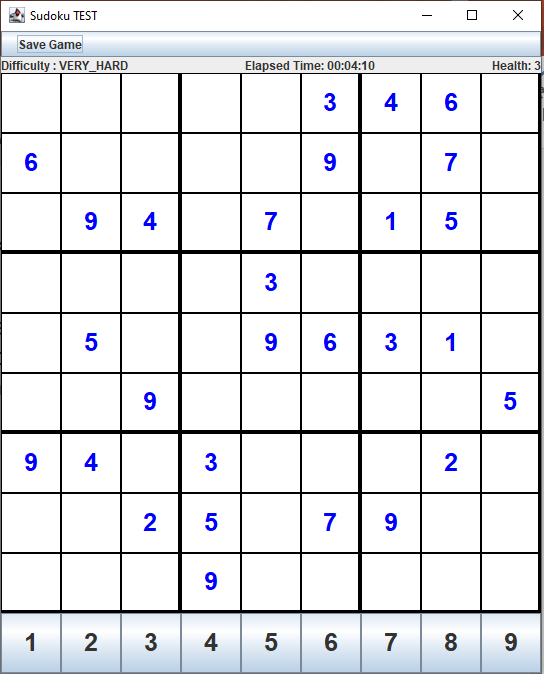 Sudoku TEST
Save Game
Difficulty : VERY_HARD Elapsed Time: 00:04:10 Health: 3
3 4 6
6 9 7
9 4 7 1 5
3
5 9 6 3 1
9 5
9 4 3 2
2 5 7 9
9
1 2 3 4 5 6 7 8 9